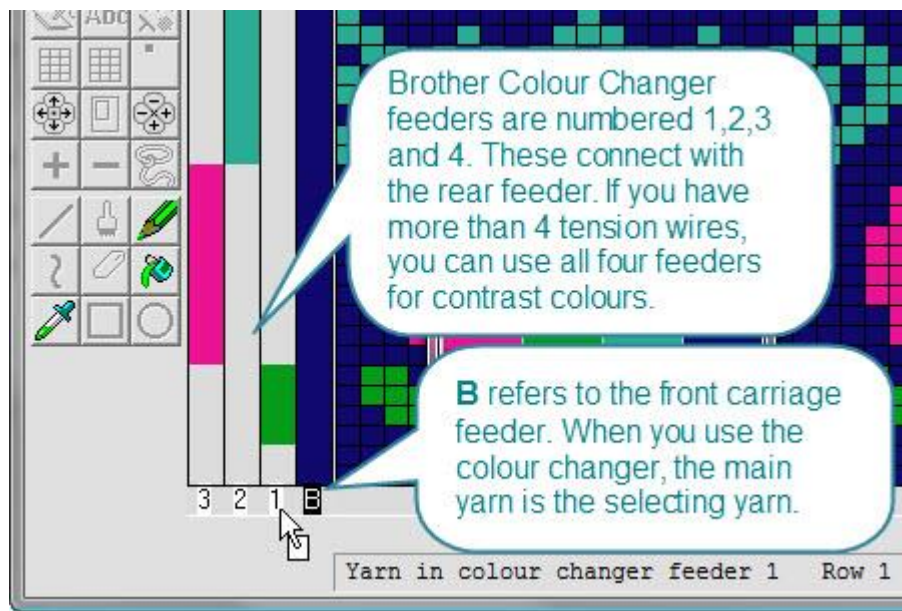 Abc
Brother Colour Changer
feeders are numbered 1,2,3
and 4. These connect with
the rear feeder. If you have
more than 4 tension wires,
you can use all four feeders
for contrast colours.
B refers to the front carriage
feeder. When you use the
colour changer, the main
yarn is the selecting yarn.
3 2 1 B
Yarn in colour changer feeder 1 Row 1